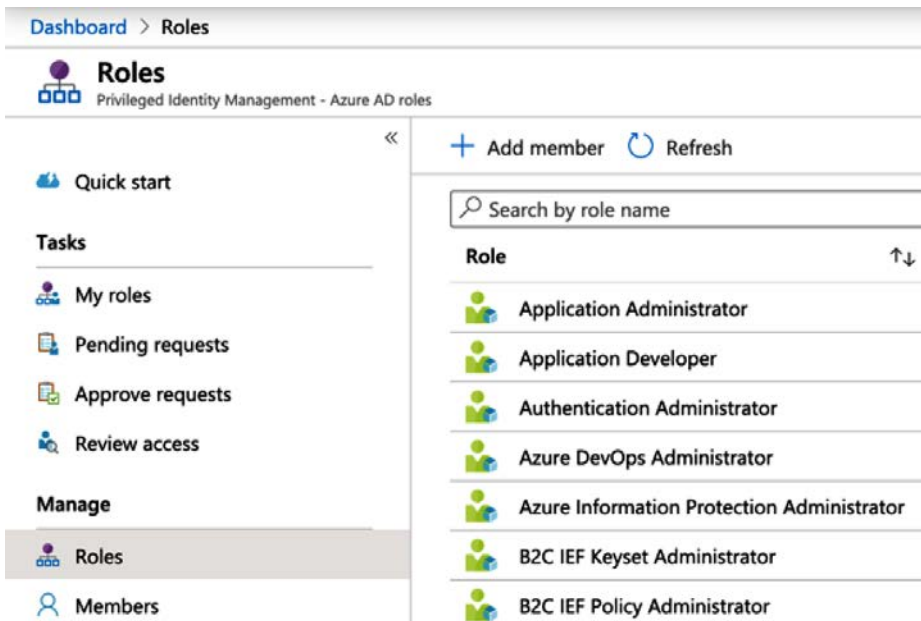 Dashboard > Roles
Roles
Privileged Identity Management - Azure AD roles
«
Quick start
Tasks
My roles
Pending requests
Approve requests
Review access
Manage
Roles
Members
+ Add member Refresh
Search by role name
Role ↑↓
Application Administrator
Application Developer
Authentication Administrator
Azure DevOps Administrator
Azure Information Protection Administrator
B2C IEF Keyset Administrator
B2C IEF Policy Administrator